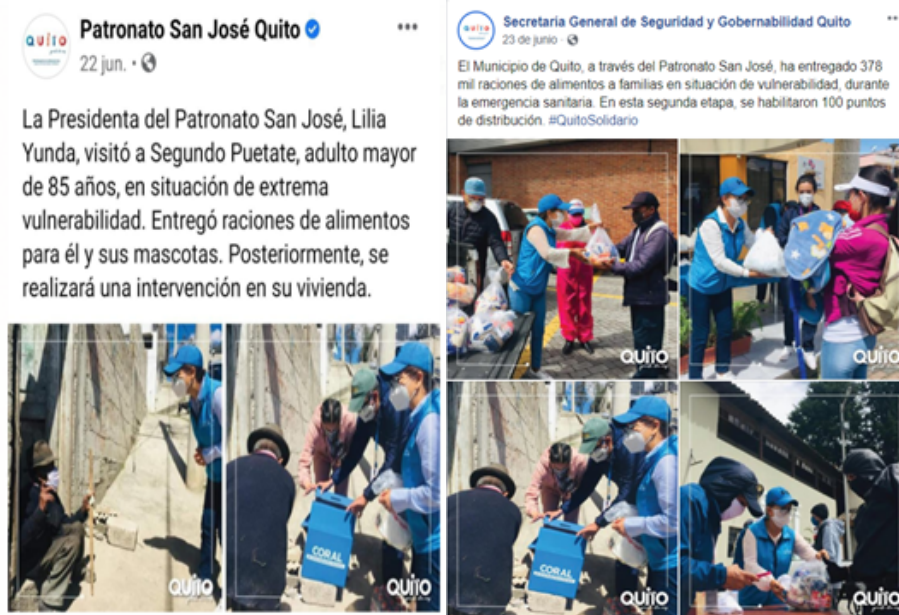 Patronato San José Quito
22 jun.
La Presidenta del Patronato San José, Lilia
Yunda, visitó a Segundo Puetate, adulto mayor
de 85 años, en situación de extrema
vulnerabilidad. Entregó raciones de alimentos
para él y sus mascotas. Posteriormente, se
realizará una intervención en su vivienda.
QUITO
CORAL
QUITO
QUITO
Secretaría General de Seguridad y Gobernabilidad Quito
23 de junio
El Municipio de Quito, a través del Patronato San José, ha entregado 378
mil raciones de alimentos a familias en situación de vulnerabilidad, durante
la emergencia sanitaria. En esta segunda etapa, se habilitaron 100 puntos
de distribución. #QuitoSolidario
QUITO
QUITO
CORAL
QUITO
QUITO